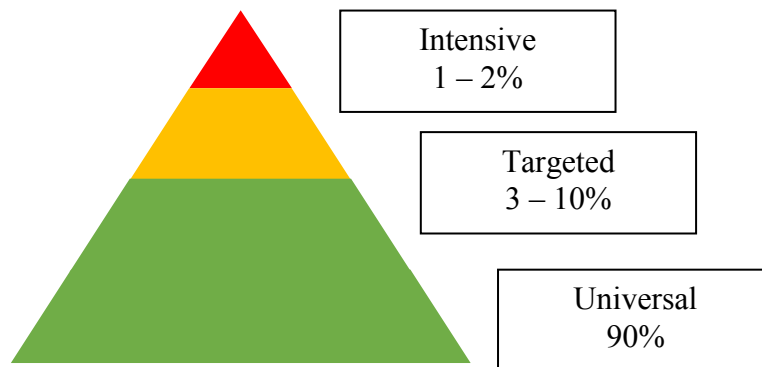 Intensive
1 – 2%
Targeted
3 – 10%
Universal
90%